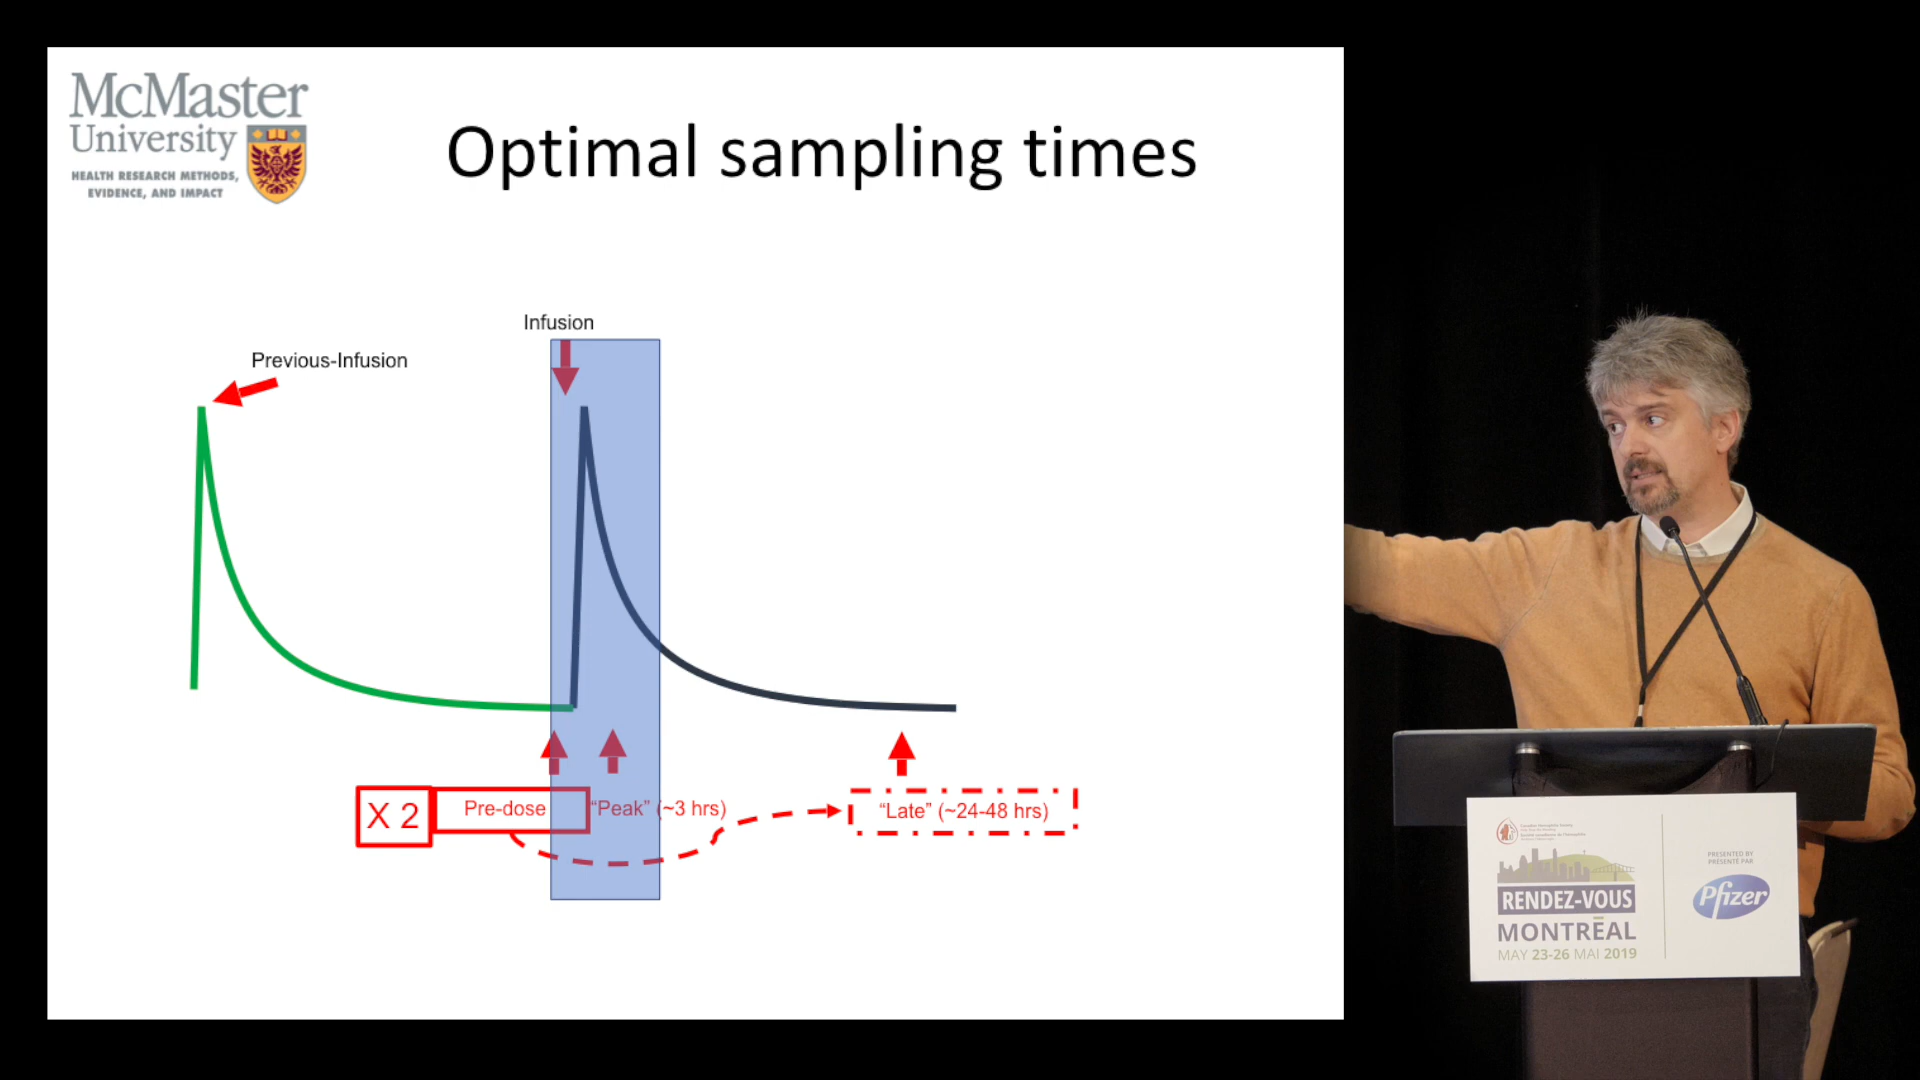 McMaster
University
HEALTH RESEARCH METHODS,
EVIDENCE, AND IMPACT
Optimal sampling times
Infusion
Previous-Infusion
X 2
Pre-dose
“Peak” (~3 hrs)
“Late” (~24-48 hrs)
RENDEZ-VOUS
MONTRÉAL
MAY 23-26 MAI 2019
PRESENTED BY
PRÉSENTÉ PAR
Pfizer